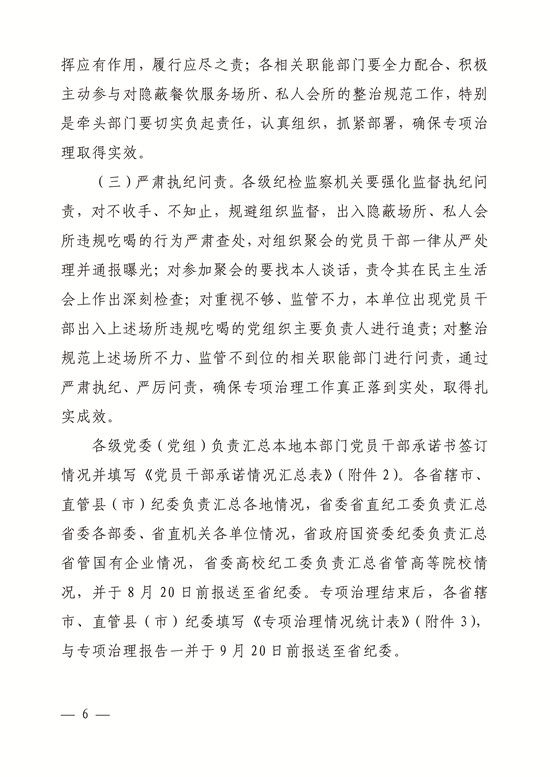 挥应有作用，履行应尽之责；各相关职能部门要全力配合、积极
主动参与对隐蔽餐饮服务场所、私人会所的整治规范工作，特别
是牵头部门要切实负起责任，认真组织，抓紧部署，确保专项治
理取得实效。
（三）严肃执纪问责。各级纪检监察机关要强化监督执纪问
责，对不收手、不知止，规避组织监督，出入隐蔽场所、私人会
所违规吃喝的行为严肃查处，对组织聚会的党员干部一律从严处
理并通报曝光；对参加聚会的要找本人谈话，责令其在民主生活
会上作出深刻检查；对重视不够、监管不力，本单位出现党员干
部出入上述场所违规吃喝的党组织主要负责人进行追责；对整治
规范上述场所不力、监管不到位的相关职能部门进行问责，通过
严肃执纪、严厉问责，确保专项治理工作真正落到实处，取得扎
实成效。
各级党委（党组）负责汇总本地本部门党员干部承诺书签订
情况并填写《党员干部承诺情况汇总表》（附件 2）。各省辖市、
直管县（市）纪委负责汇总各地情况，省委省直纪工委负责汇总
省委各部委、省直机关各单位情况，省政府国资委纪委负责汇总
省管国有企业情况，省委高校纪工委负责汇总省管高等院校情
况，并于 8 月 20 日前报送至省纪委。专项治理结束后，各省辖
市、直管县（市）纪委填写《专项治理情况统计表》（附件 3），
与专项治理报告一并于 9 月 20 日前报送至省纪委。
— 6 —